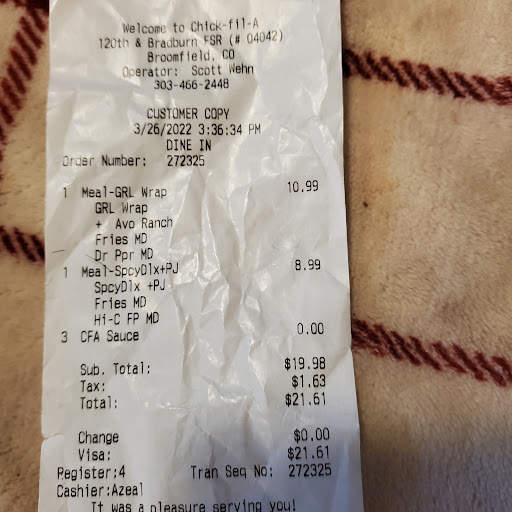 Welcome to Chick-fil-A
120th & Bradburn FSR (# 04042)
Broomfield, CO
Operator: Scott Wehn
303-466-2448
CUSTOMER COPY
3/26/2022 3:36:34 PM
DINE IN
Order Number: 272325
1 Meal-GRL Wrap 10.99
GRL Wrap
+ Avo Ranch
Fries MD
Dr Ppr MD
1 Meal-SpcyDlx+PJ 8.99
SpcyDlx +PJ
Fries MD
Hi-C FP MD
3 CFA Sauce 0.00
Sub. Total: $19.98
Tax: $1.63
Total: $21.61
Change $0.00
Visa: $21.61
Register:4 Tran Seq No: 272325
Cashier:Azeal
It was a pleasure serving you!